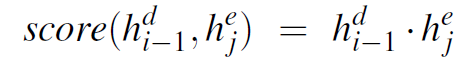 score(h^d_{i−1}, h^e_j) = h^d_{i−1} · h^e_j